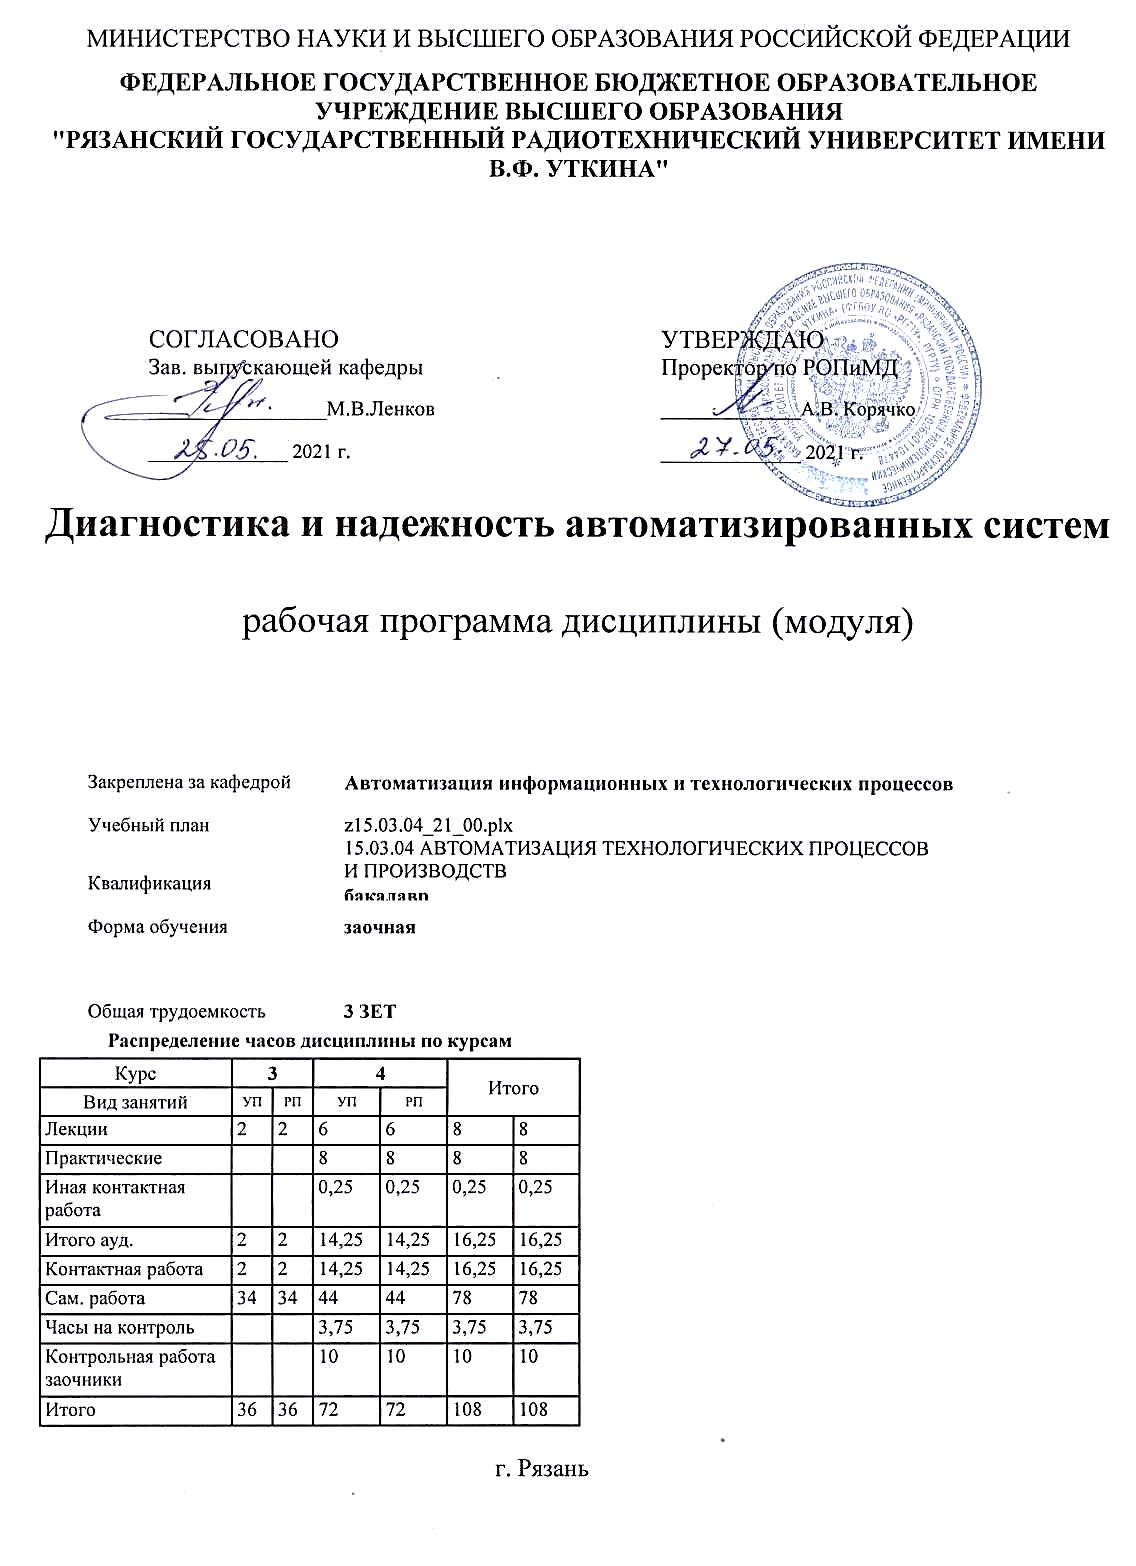 МИНИСТЕРСТВО НАУКИ И ВЫСШЕГО ОБРАЗОВАНИЯ РОССИЙСКОЙ ФЕДЕРАЦИИ
ФЕДЕРАЛЬНОЕ ГОСУДАРСТВЕННОЕ БЮДЖЕТНОЕ ОБРАЗОВАТЕЛЬНОЕ
УЧРЕЖДЕНИЕ ВЫСШЕГО ОБРАЗОВАНИЯ
"РЯЗАНСКИЙ ГОСУДАРСТВЕННЫЙ РАДИОТЕХНИЧЕСКИЙ УНИВЕРСИТЕТ ИМЕНИ
В.Ф. УТКИНА"
СОГЛАСОВАНО
Зав. выпускающей кафедры
М.В.Ленков
28.05. 2021 г.
УТВЕРЖДАЮ
Проректор по РОПиМД
А.В. Корячко
27.05. 2021 г.
Диагностика и надежность автоматизированных систем
рабочая программа дисциплины (модуля)
Закреплена за кафедрой Автоматизация информационных и технологических процессов
Учебный план z15.03.04_21_00.plx
15.03.04 АВТОМАТИЗАЦИЯ ТЕХНОЛОГИЧЕСКИХ ПРОЦЕССОВ
И ПРОИЗВОДСТВ
Квалификация бакалавр
Форма обучения заочная
Общая трудоемкость 3 ЗЕТ
Распределение часов дисциплины по курсам
Курс 3 4 Итого
Вид занятий УП РП УП РП
Лекции 2 2 6 6 8 8
Практические 8 8 8 8
Иная контактная работа 0,25 0,25 0,25 0,25
Итого ауд. 2 2 14,25 14,25 16,25 16,25
Контактная работа 2 2 14,25 14,25 16,25 16,25
Сам. работа 34 34 44 44 78 78
Часы на контроль 3,75 3,75 3,75 3,75
Контрольная работа заочники 10 10 10 10
Итого 36 36 72 72 108 108
г. Рязань